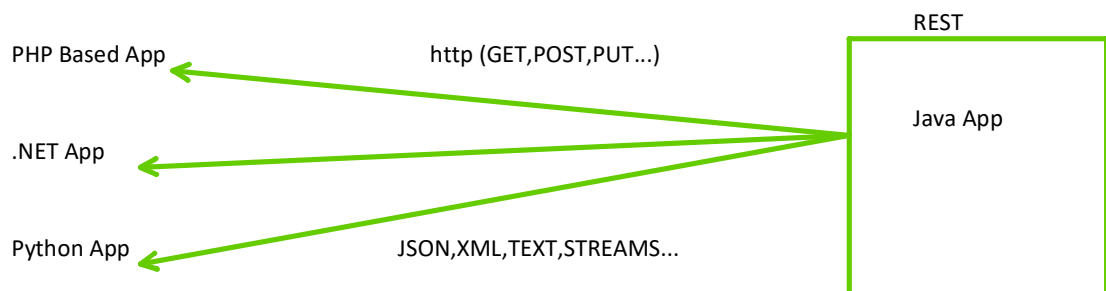 REST
PHP Based App
http (GET,POST,PUT...)
Java App
.NET App
Python App
JSON,XML,TEXT,STREAMS...